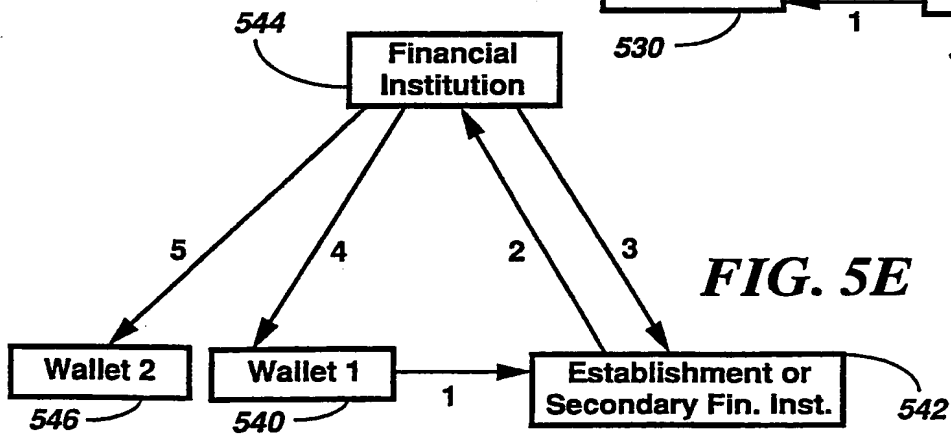 544
530
1
Financial
Institution
5
4
2
3
FIG. 5E
Wallet 2
Wallet 1
1
Establishment or
Secondary Fin. Inst.
546
540
542